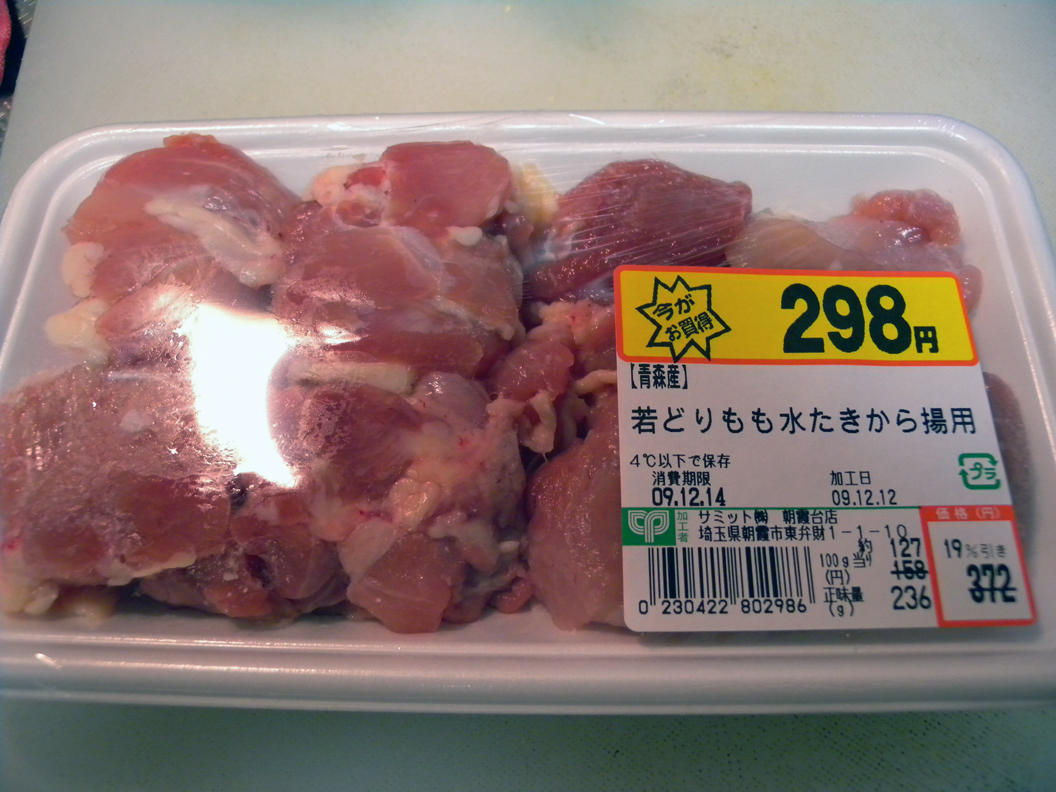 今が
お買得
298円
【青森産】
若どりもも水たきから揚用
4℃以下で保存
消費期限
09.12.14
加工日
09.12.12
プラ
加工者
サミット㈱ 朝霞台店
埼玉県朝霞市東弁財1-1-10
100g当り
(円)
約 127
158
正味量
(g)
236
価格(円)
19%引き
372
0 230422 802986